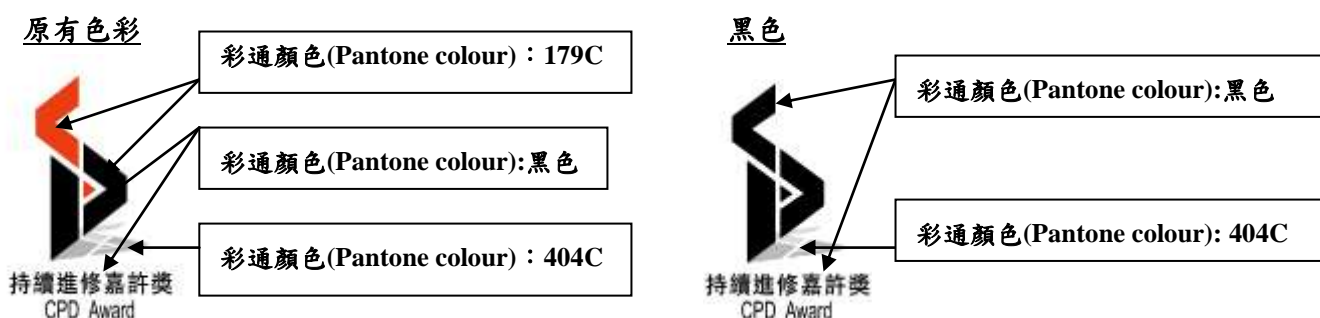 原有色彩
彩通顏色(Pantone colour)：179C
彩通顏色(Pantone colour):黑色
彩通顏色(Pantone colour)：404C
持續進修嘉許獎
CPD Award
黑色
彩通顏色(Pantone colour):黑色
彩通顏色(Pantone colour): 404C
持續進修嘉許獎
CPD Award